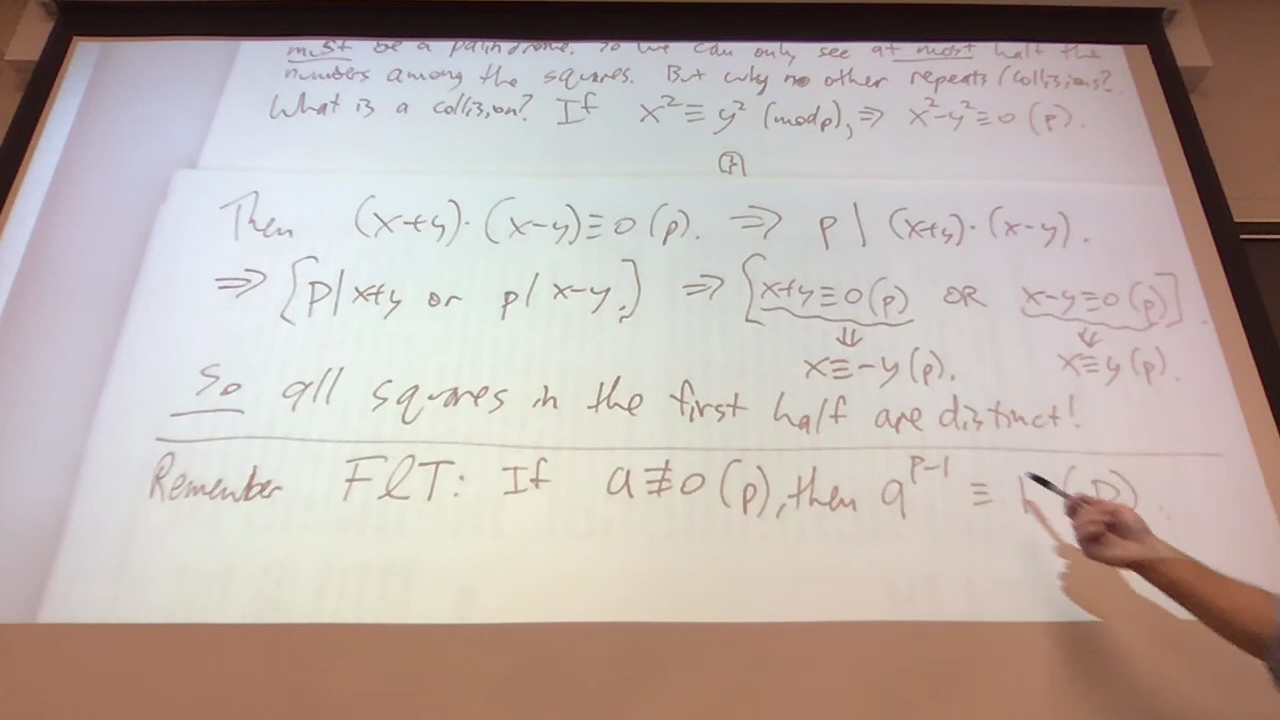 must be a palindrome. So we can only see at most half the
numbers among the squares. But why no other repeats/collisions?
What is a collision? If x² ≡ y² (mod p), ⇒ x²-y² ≡ 0 (p).
Then (x+y)·(x-y) ≡ 0 (p). ⇒ p | (x+y)·(x-y).
⇒ [p|x+y or p|x-y.] ⇒ [x+y ≡ 0 (p) OR x-y ≡ 0 (p)].
⇓ ⇓
x ≡ -y (p). x ≡ y (p).
So all squares in the first half are distinct!
Remember FℓT: If a ≢ 0 (p), then a^{p-1} ≡ 1 (p).